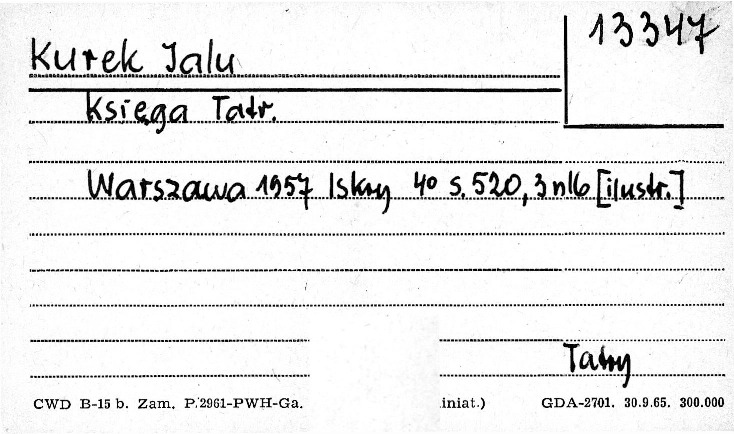 13347
Kurek Jalu
Księga Tatr.
Warszawa 1957 Iskry 4º s. 520, 3 nlb [ilustr.]
Tatry
CWD B-15 b. Zam. P. 2961-PWH-Ga. iniat.) GDA-2701. 30.9.65. 300.000